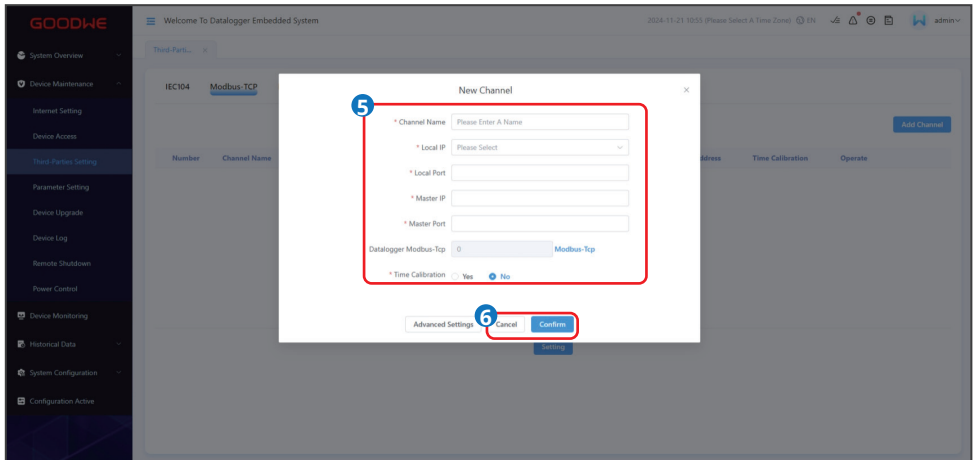 GOODWE
Welcome To Datalogger Embedded System
2024-11-21 10:55 (Please Select A Time Zone) EN
admin
System Overview
Third-Parti... ×
Device Maintenance
IEC104 Modbus-TCP
New Channel
×
5
Internet Setting
* Channel Name Please Enter A Name
Add Channel
Device Access
* Local IP Please Select
Third-Parties Setting
Number Channel Name
ddress Time Calibration Operate
* Local Port
Parameter Setting
* Master IP
Device Upgrade
* Master Port
Device Log
Datalogger Modbus-Tcp 0 Modbus-Tcp
Remote Shutdown
* Time Calibration Yes No
Power Control
6
Device Monitoring
Advanced Settings Cancel Confirm
Historical Data
Setting
System Configuration
Configuration Active